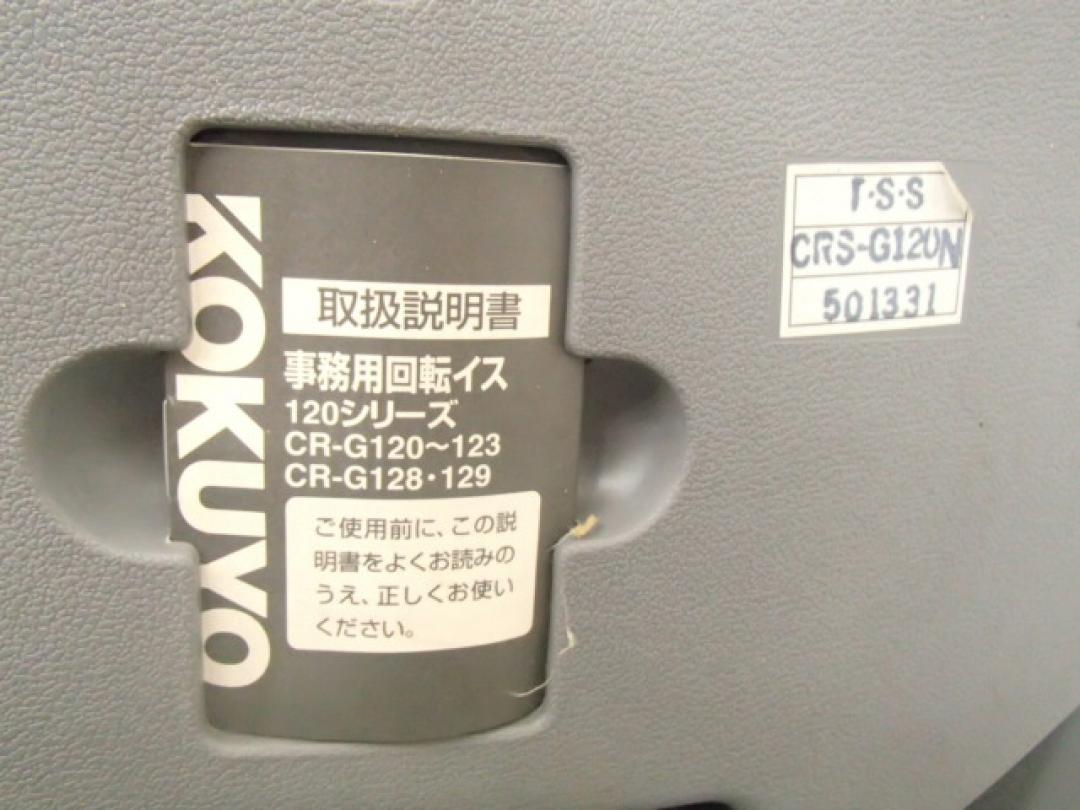 KOKUYO
取扱説明書
事務用回転イス
120シリーズ
CR-G120～123
CR-G128・129
ご使用前に、この説
明書をよくお読みの
うえ、正しくお使い
ください。
I・S・S
CRS-G120N
501331